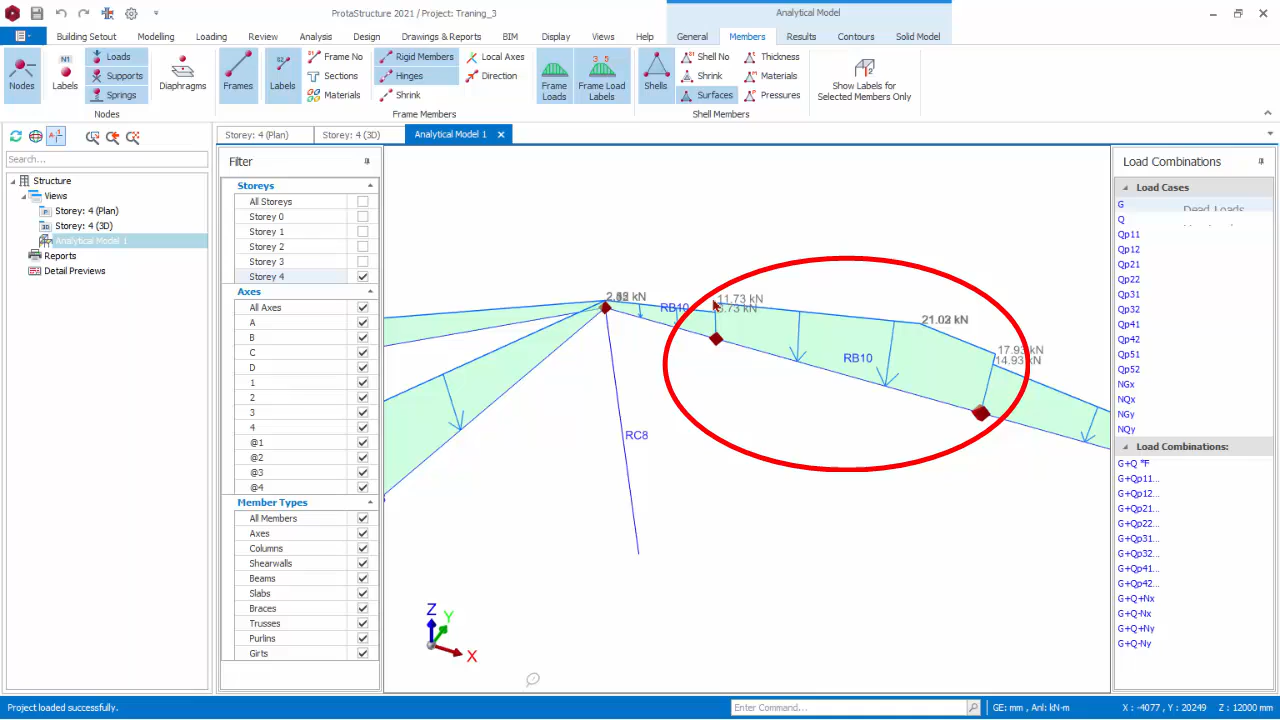 ProtaStructure 2021 / Project: Traning_3
Analytical Model
Building Setout Modelling Loading Review Analysis Design Drawings & Reports BIM Display Views Help General Members Results Contours Solid Model
Nodes
Labels
Loads
Supports
Springs
Diaphragms
Nodes
Frames
Labels
Frame No
Sections
Materials
Rigid Members
Hinges
Shrink
Local Axes
Direction
Frame Members
Frame Loads
Frame Load Labels
Shells
Shell No
Shrink
Surfaces
Thickness
Materials
Pressures
Shell Members
Show Labels for Selected Members Only
Storey: 4 (Plan)
Storey: 4 (3D)
Analytical Model 1
Search...
Structure
Views
Storey: 4 (Plan)
Storey: 4 (3D)
Analytical Model 1
Reports
Detail Previews
Filter
Storeys
All Storeys
Storey 0
Storey 1
Storey 2
Storey 3
Storey 4
Axes
All Axes
A
B
C
D
1
2
3
4
@1
@2
@3
@4
Member Types
All Members
Axes
Columns
Shearwalls
Beams
Slabs
Braces
Trusses
Purlins
Girts
RB10
11.73 kN
21.02 kN
RB10
17.93 kN
14.93 kN
RC8
Z
Y
X
Load Combinations
Load Cases
G Dead Loads
Q
Qp11
Qp12
Qp21
Qp22
Qp31
Qp32
Qp41
Qp42
Qp51
Qp52
NGx
NQx
NGy
NQy
Load Combinations:
G+Q *F
G+Qp11...
G+Qp12...
G+Qp21...
G+Qp22...
G+Qp31...
G+Qp32...
G+Qp41...
G+Qp42...
G+Q+Nx
G+Q-Nx
G+Q+Ny
G+Q-Ny
Project loaded successfully.
Enter Command...
GE: mm , Anl: kN-m
X : -4077 , Y : 20249 Z : 12000 mm